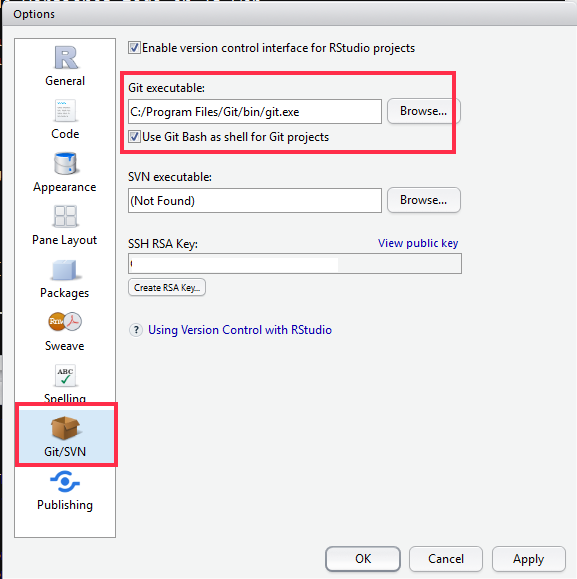 Options
General
Code
Appearance
Pane Layout
Packages
Sweave
ABC
Spelling
Git/SVN
Publishing
Enable version control interface for RStudio projects
Git executable:
C:/Program Files/Git/bin/git.exe
Browse...
Use Git Bash as shell for Git projects
SVN executable:
(Not Found)
Browse...
SSH RSA Key:
View public key
Create RSA Key...
? Using Version Control with RStudio
OK
Cancel
Apply